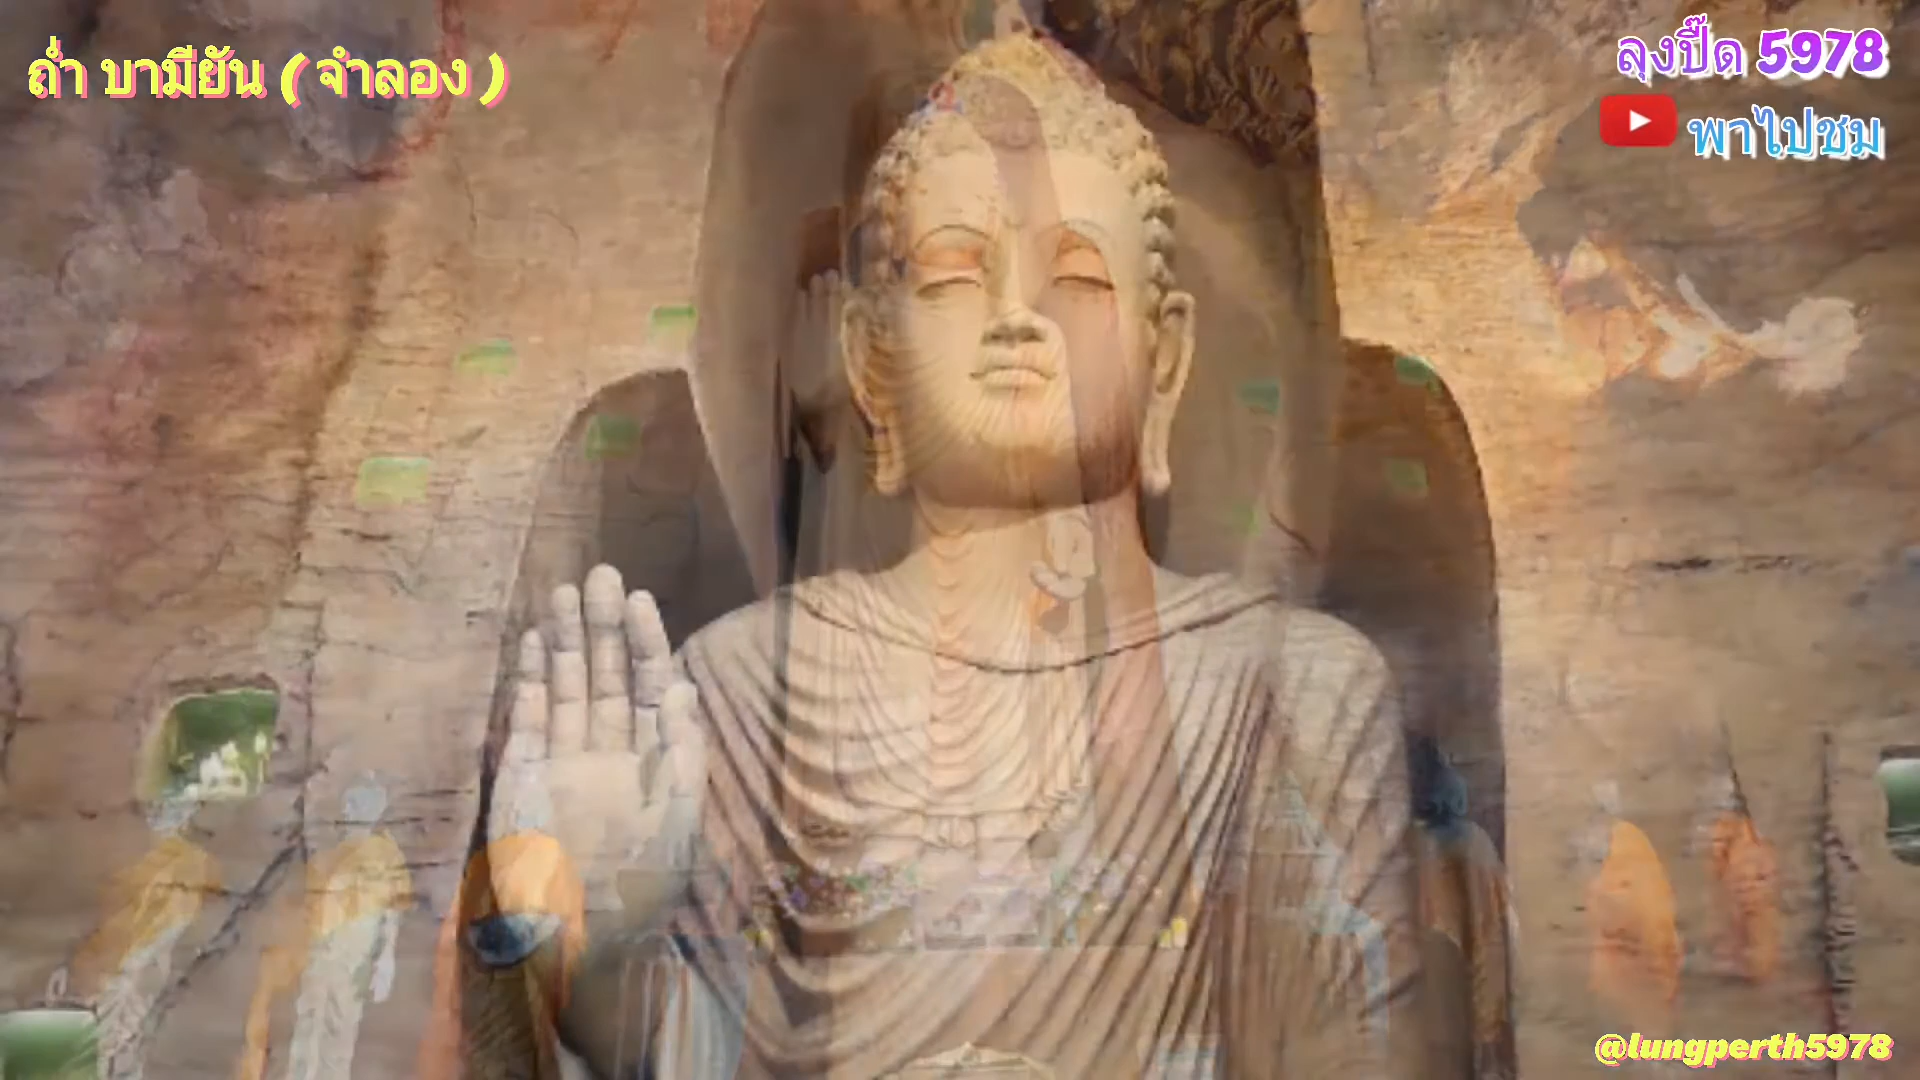 ถ่ำ บามียัน ( จำลอง )
ลุงปี๊ด 5978
พาไปชม
@lungperth5978